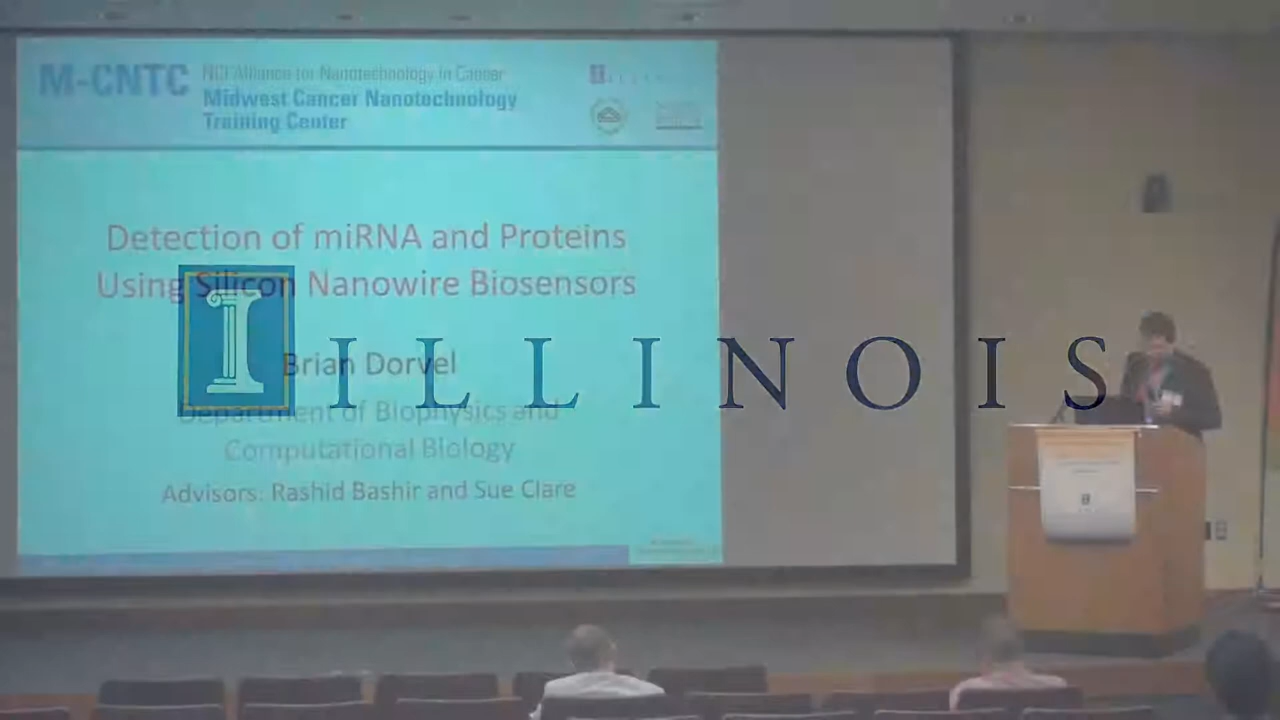 M-CNTC
NCI Alliance for Nanotechnology in Cancer
Midwest Cancer Nanotechnology
Training Center
Detection of miRNA and Proteins
Using Silicon Nanowire Biosensors
Brian Dorvel
ILLINOIS
Department of Biophysics and
Computational Biology
Advisors: Rashid Bashir and Sue Clare